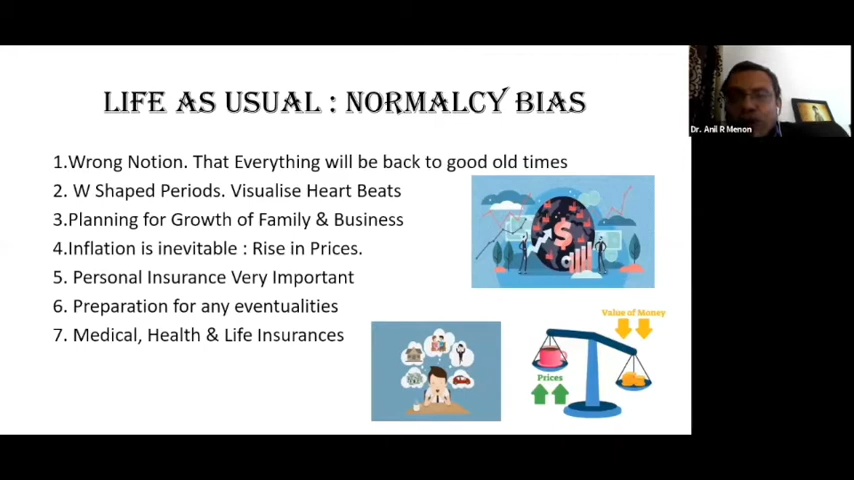 LIFE AS USUAL : NORMALCY BIAS
1.Wrong Notion. That Everything will be back to good old times
2. W Shaped Periods. Visualise Heart Beats
3.Planning for Growth of Family & Business
4.Inflation is inevitable : Rise in Prices.
5. Personal Insurance Very Important
6. Preparation for any eventualities
7. Medical, Health & Life Insurances
$
Value of Money
Prices
Dr. Anil R Menon